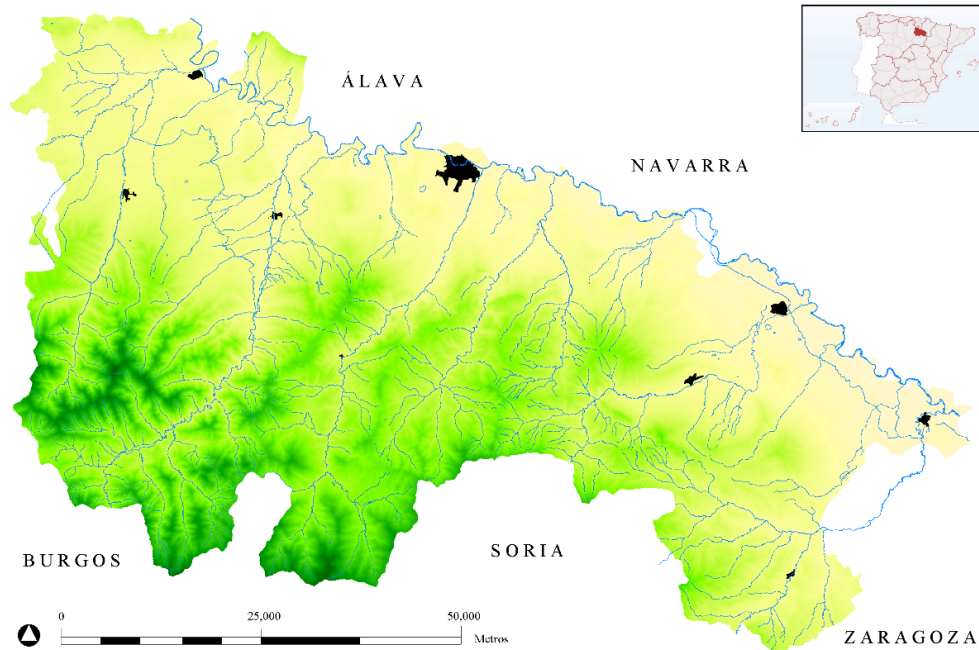 ÁLAVA
NAVARRA
BURGOS
SORIA
ZARAGOZA
0 25,000 50,000
Metros